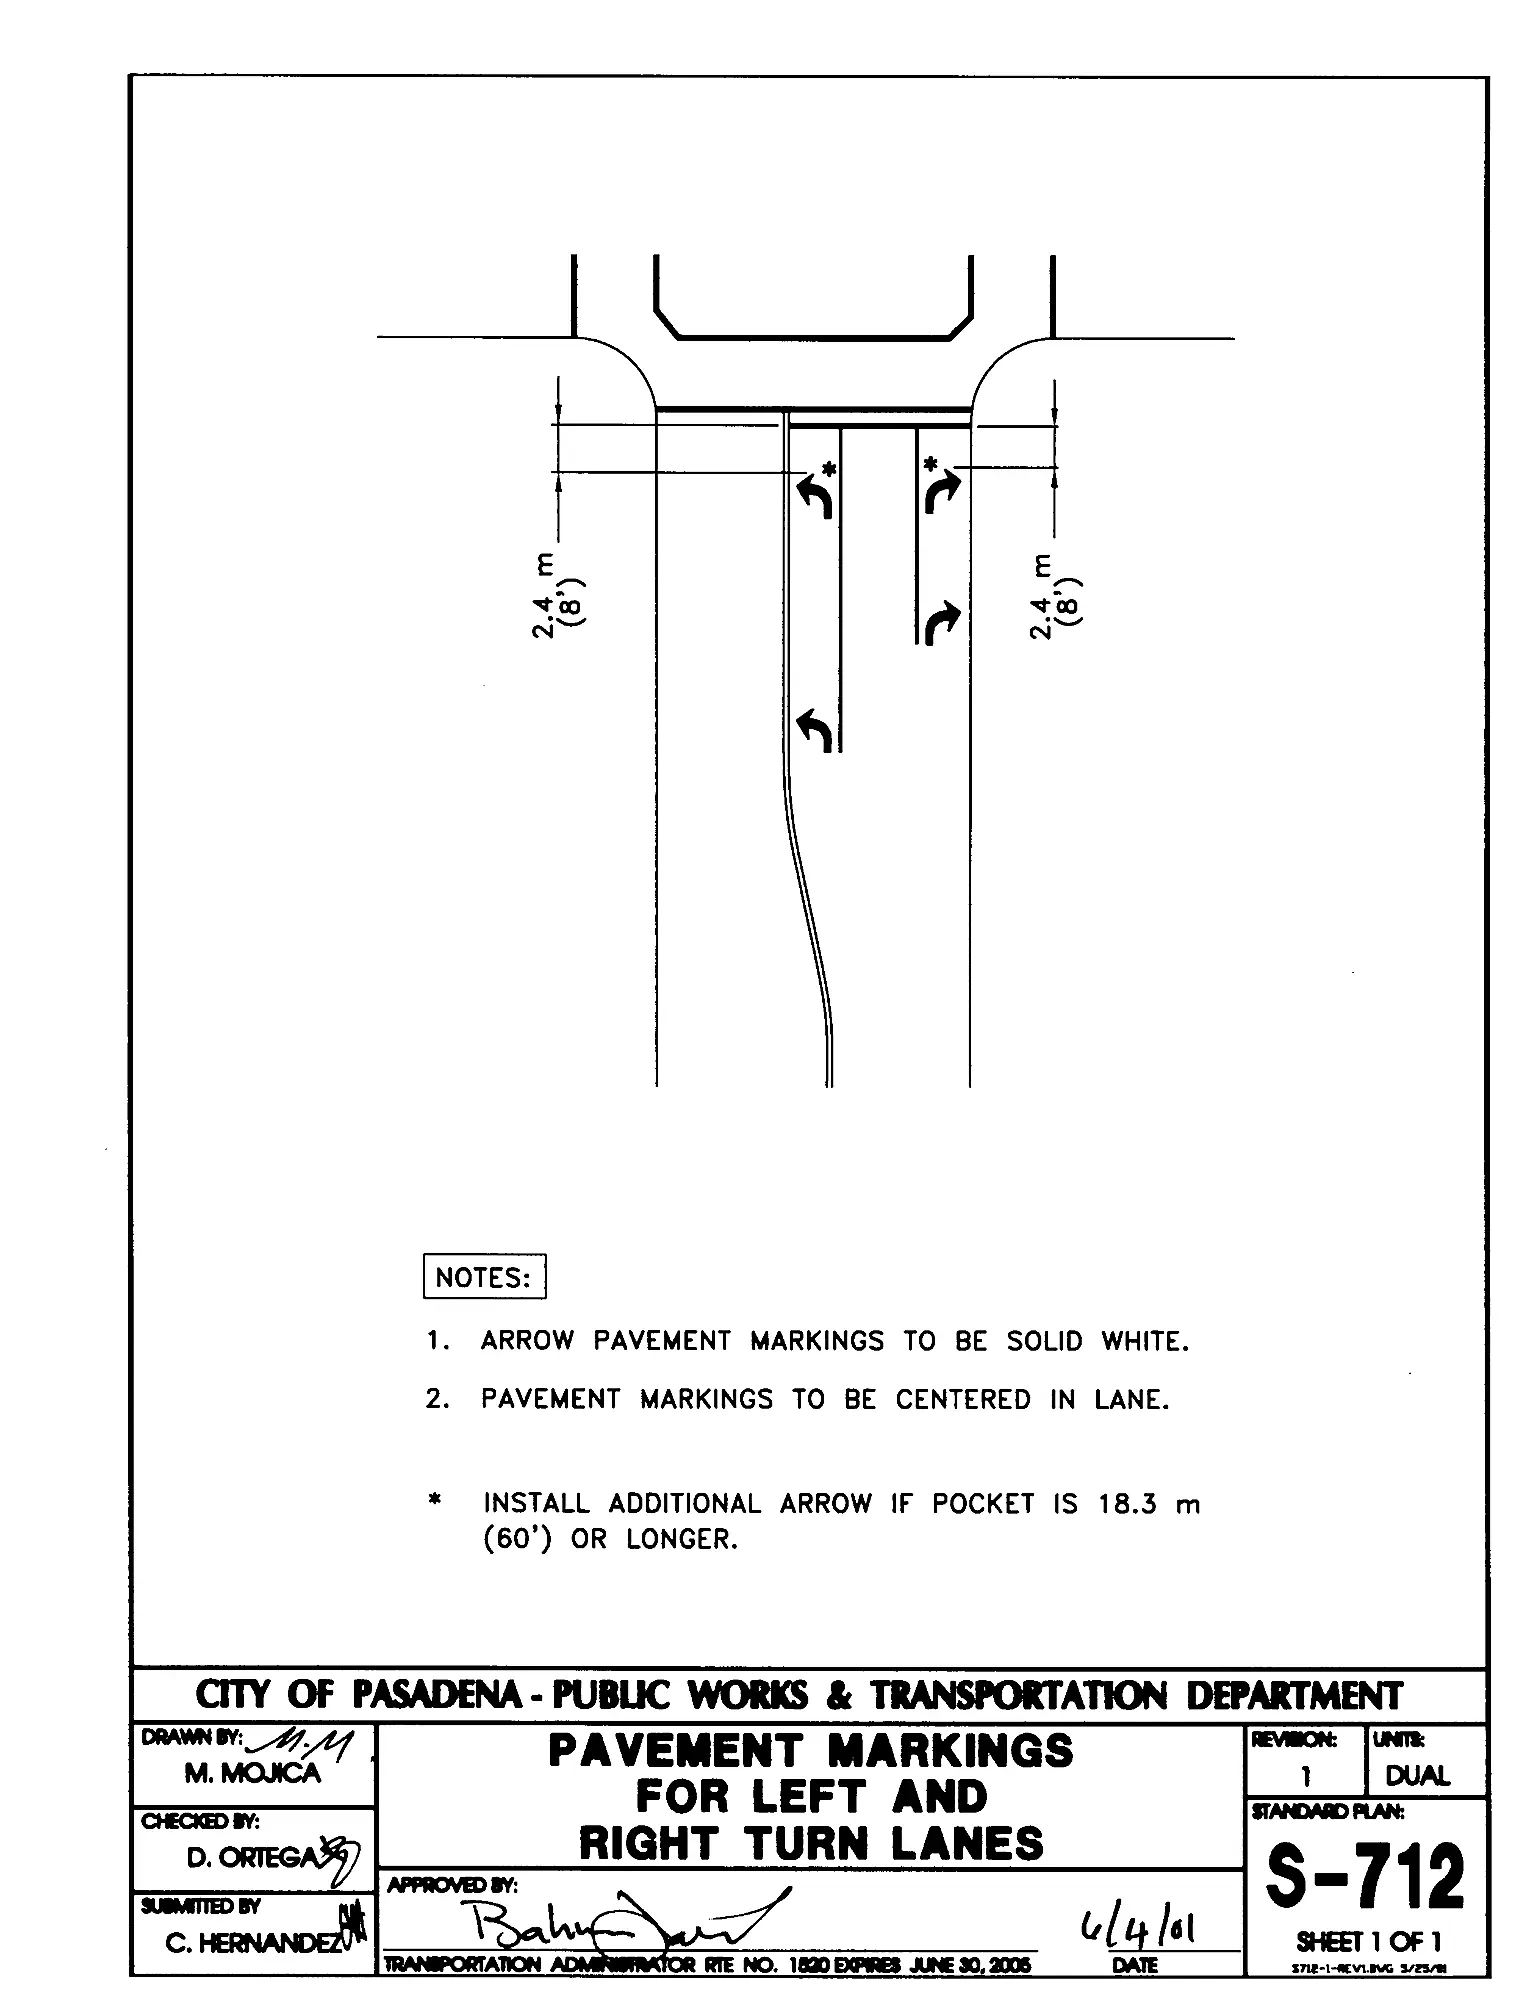 *
*
2.4 m
(8')
2.4 m
(8')
NOTES:
1. ARROW PAVEMENT MARKINGS TO BE SOLID WHITE.
2. PAVEMENT MARKINGS TO BE CENTERED IN LANE.
* INSTALL ADDITIONAL ARROW IF POCKET IS 18.3 m
(60') OR LONGER.
CITY OF PASADENA - PUBLIC WORKS & TRANSPORTATION DEPARTMENT
DRAWN BY: M.M
M. MOJICA
CHECKED BY:
D. ORTEGA
SUBMITTED BY
C. HERNANDEZ
PAVEMENT MARKINGS
FOR LEFT AND
RIGHT TURN LANES
APPROVED BY:
6/4/01
TRANSPORTATION ADMINISTRATOR RTE NO. 1520 EXPIRES JUNE 30, 2005
DATE
REVISION:
1
UNITS:
DUAL
STANDARD PLAN:
S-712
SHEET 1 OF 1